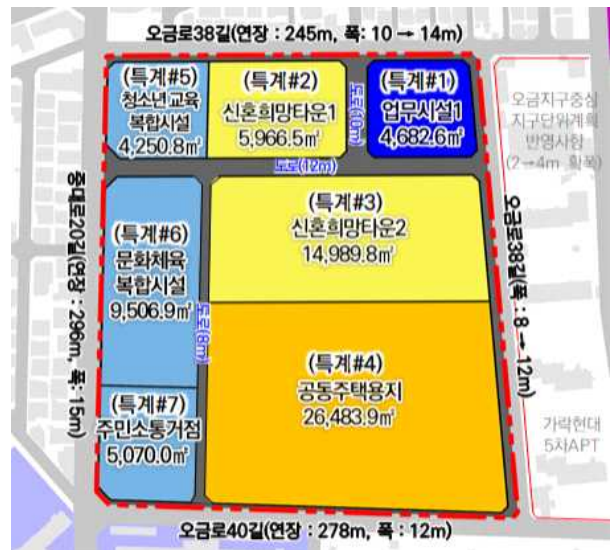 오금로38길(연장 : 245m, 폭: 10 → 14m)
(특계#5)
청소년 교육
복합시설
4,250.8㎡
(특계#2)
신혼희망타운1
5,966.5㎡
도로(10m)
(특계#1)
업무시설1
4,682.6㎡
오금지구중심
지구단위계획
반영사항
(2→4m 확폭)
도로(12m)
중대로20길(연장 : 296m, 폭: 15m)
(특계#6)
문화체육
복합시설
9,506.9㎡
도로(8m)
(특계#3)
신혼희망타운2
14,989.8㎡
오금로38길(폭 : 8 → 12m)
(특계#4)
공동주택용지
26,483.9㎡
(특계#7)
주민소통거점
5,070.0㎡
가락현대
5차APT
오금로40길(연장 : 278m, 폭 : 12m)